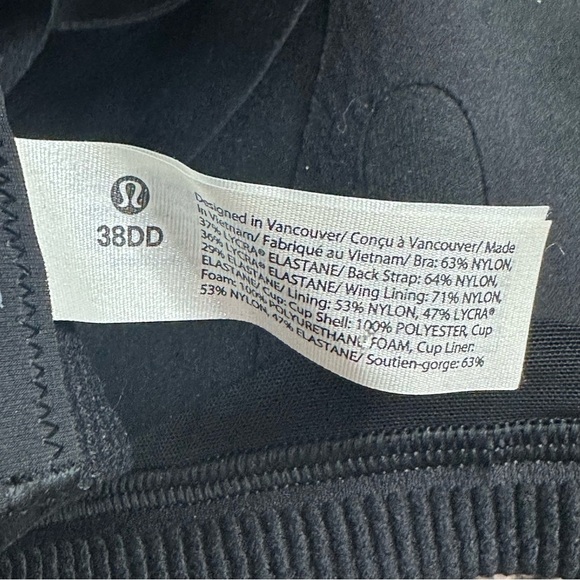 38DD
Designed in Vancouver/ Conçu à Vancouver/ Made
in Vietnam/ Fabriqué au Vietnam/ Bra: 63% NYLON,
37% LYCRA® ELASTANE/ Back Strap: 64% NYLON,
36% LYCRA® ELASTANE/ Wing Lining: 71% NYLON,
29% ELASTANE/ Lining: 53% NYLON, 47% LYCRA®
ELASTANE/ Cup: Cup Shell: 100% POLYESTER, Cup
Foam: 100% POLYURETHANE FOAM, Cup Liner:
53% NYLON, 47% ELASTANE/ Soutien-gorge: 63%